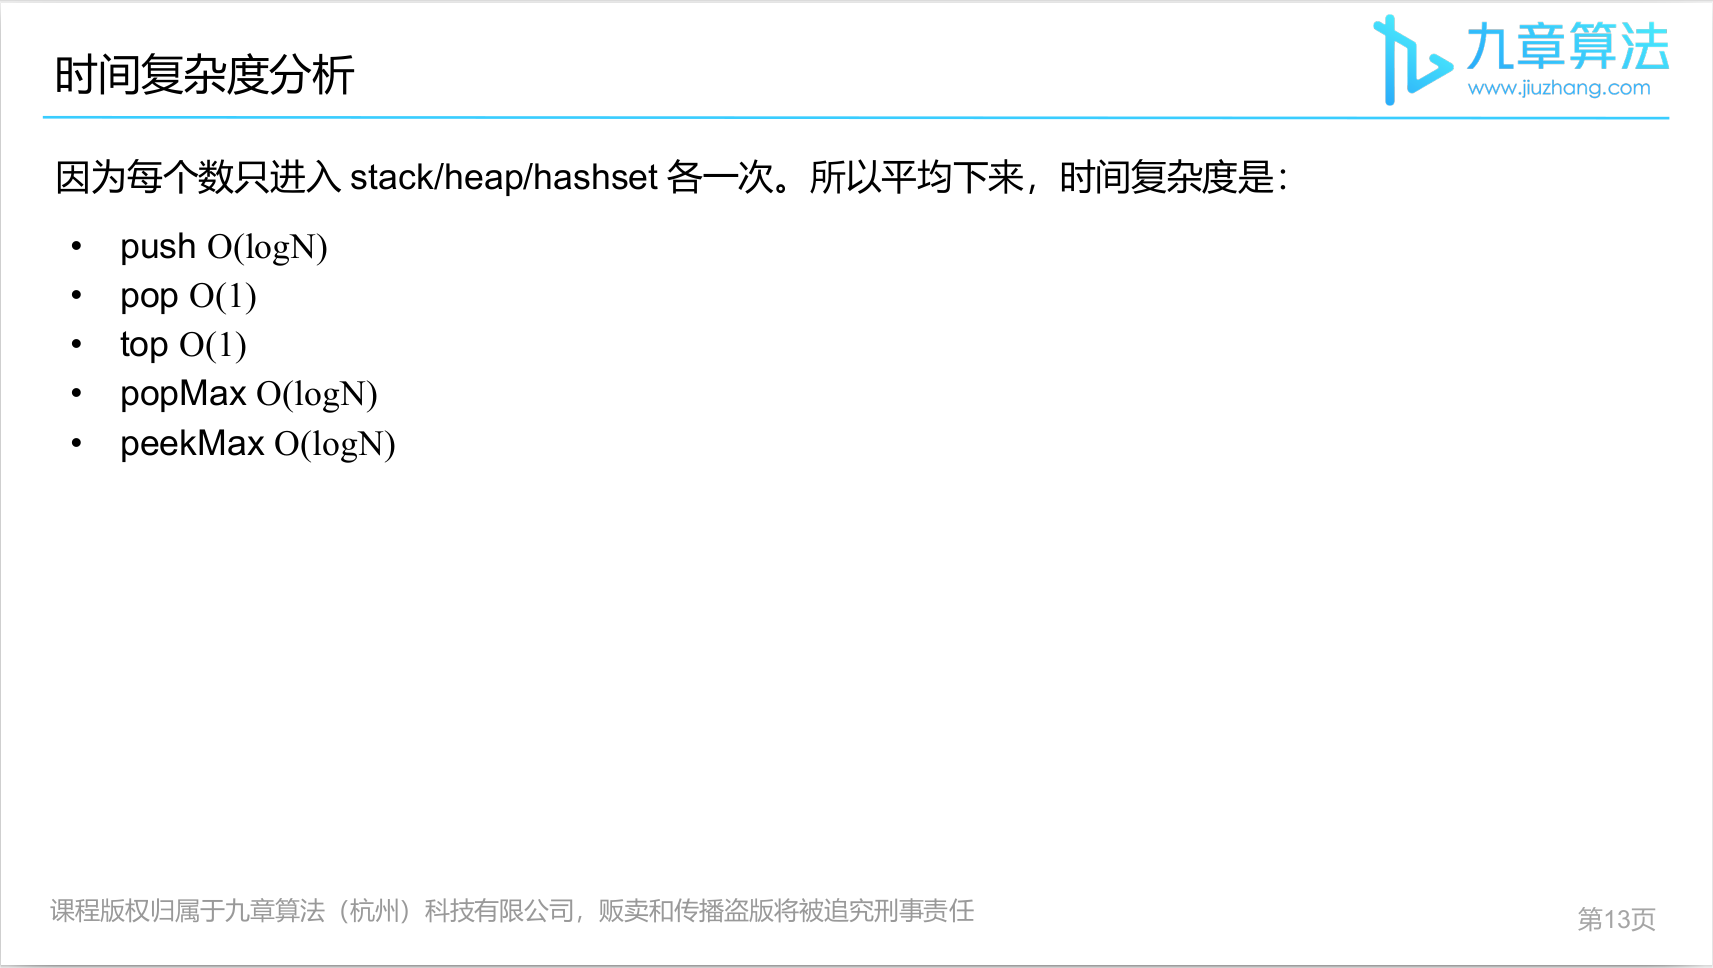 时间复杂度分析
九章算法
www.jiuzhang.com
因为每个数只进入 stack/heap/hashset 各一次。所以平均下来，时间复杂度是：
• push O(logN)
• pop O(1)
• top O(1)
• popMax O(logN)
• peekMax O(logN)
课程版权归属于九章算法（杭州）科技有限公司，贩卖和传播盗版将被追究刑事责任
第13页